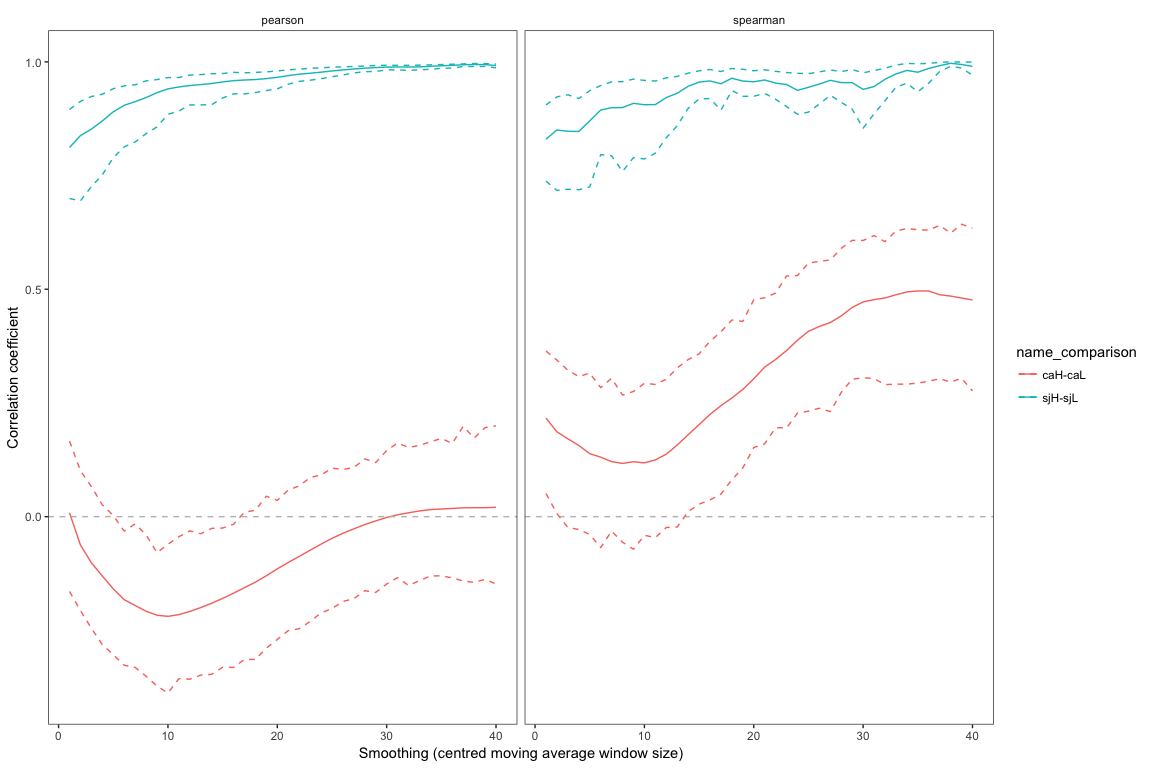 pearson
spearman
1.0
0.5
0.0
Correlation coefficient
0
10
20
30
40
0
10
20
30
40
Smoothing (centred moving average window size)
name_comparison
caH-caL
sjH-sjL